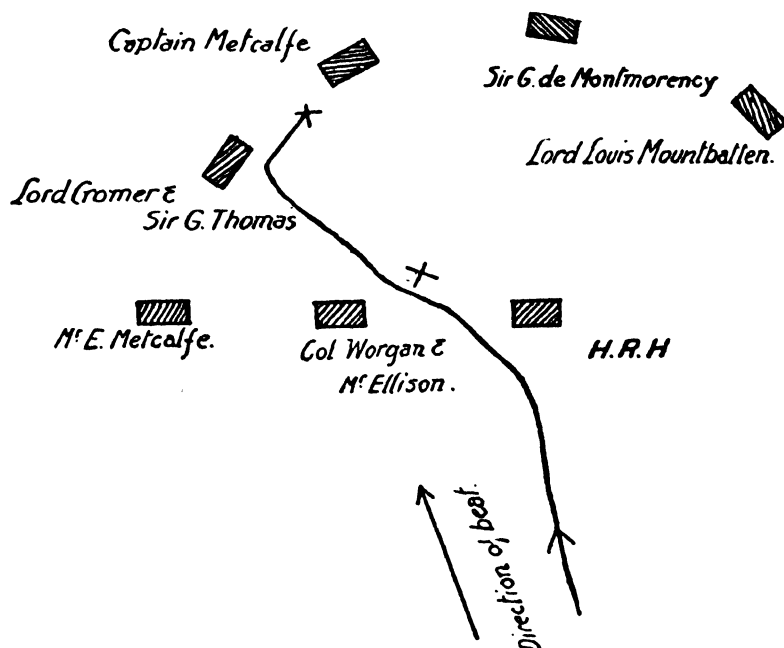 Captain Metcalfe
Sir G. de Montmorency
Lord Louis Mountbatten.
Lord Cromer &
Sir G. Thomas
Mr E. Metcalfe.
Col Worgan &
Mr Ellison.
H.R.H
Direction of beat.